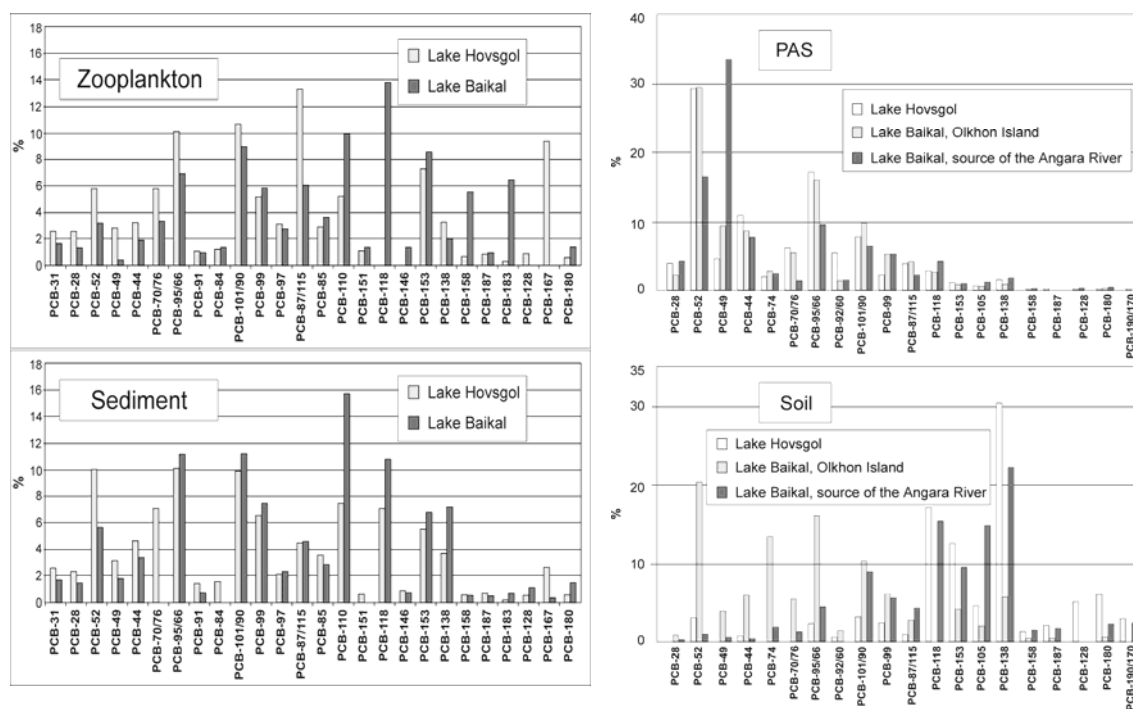 18
16
14
12
10
8
6
4
2
0
%
Zooplankton
Lake Hovsgol
Lake Baikal
PCB-31
PCB-28
PCB-52
PCB-49
PCB-44
PCB-70/76
PCB-95/66
PCB-91
PCB-84
PCB-101/90
PCB-99
PCB-97
PCB-87/115
PCB-85
PCB-110
PCB-151
PCB-118
PCB-146
PCB-153
PCB-138
PCB-158
PCB-187
PCB-183
PCB-128
PCB-167
PCB-180
18
16
14
12
10
8
6
4
2
0
%
Sediment
Lake Hovsgol
Lake Baikal
PCB-31
PCB-28
PCB-52
PCB-49
PCB-44
PCB-70/76
PCB-95/66
PCB-91
PCB-84
PCB-101/90
PCB-99
PCB-97
PCB-87/115
PCB-85
PCB-110
PCB-151
PCB-118
PCB-146
PCB-153
PCB-138
PCB-158
PCB-187
PCB-183
PCB-128
PCB-167
PCB-180
40
30
20
10
0
%
PAS
Lake Hovsgol
Lake Baikal, Olkhon Island
Lake Baikal, source of the Angara River
PCB-28
PCB-52
PCB-49
PCB-44
PCB-74
PCB-70/76
PCB-95/66
PCB-92/60
PCB-101/90
PCB-99
PCB-87/115
PCB-118
PCB-153
PCB-105
PCB-138
PCB-158
PCB-187
PCB-128
PCB-180
PCB-190/170
35
30
20
10
0
%
Soil
Lake Hovsgol
Lake Baikal, Olkhon Island
Lake Baikal, source of the Angara River
PCB-28
PCB-52
PCB-49
PCB-44
PCB-74
PCB-70/76
PCB-95/66
PCB-92/60
PCB-101/90
PCB-99
PCB-87/115
PCB-118
PCB-153
PCB-105
PCB-138
PCB-158
PCB-187
PCB-128
PCB-180
PCB-190/170